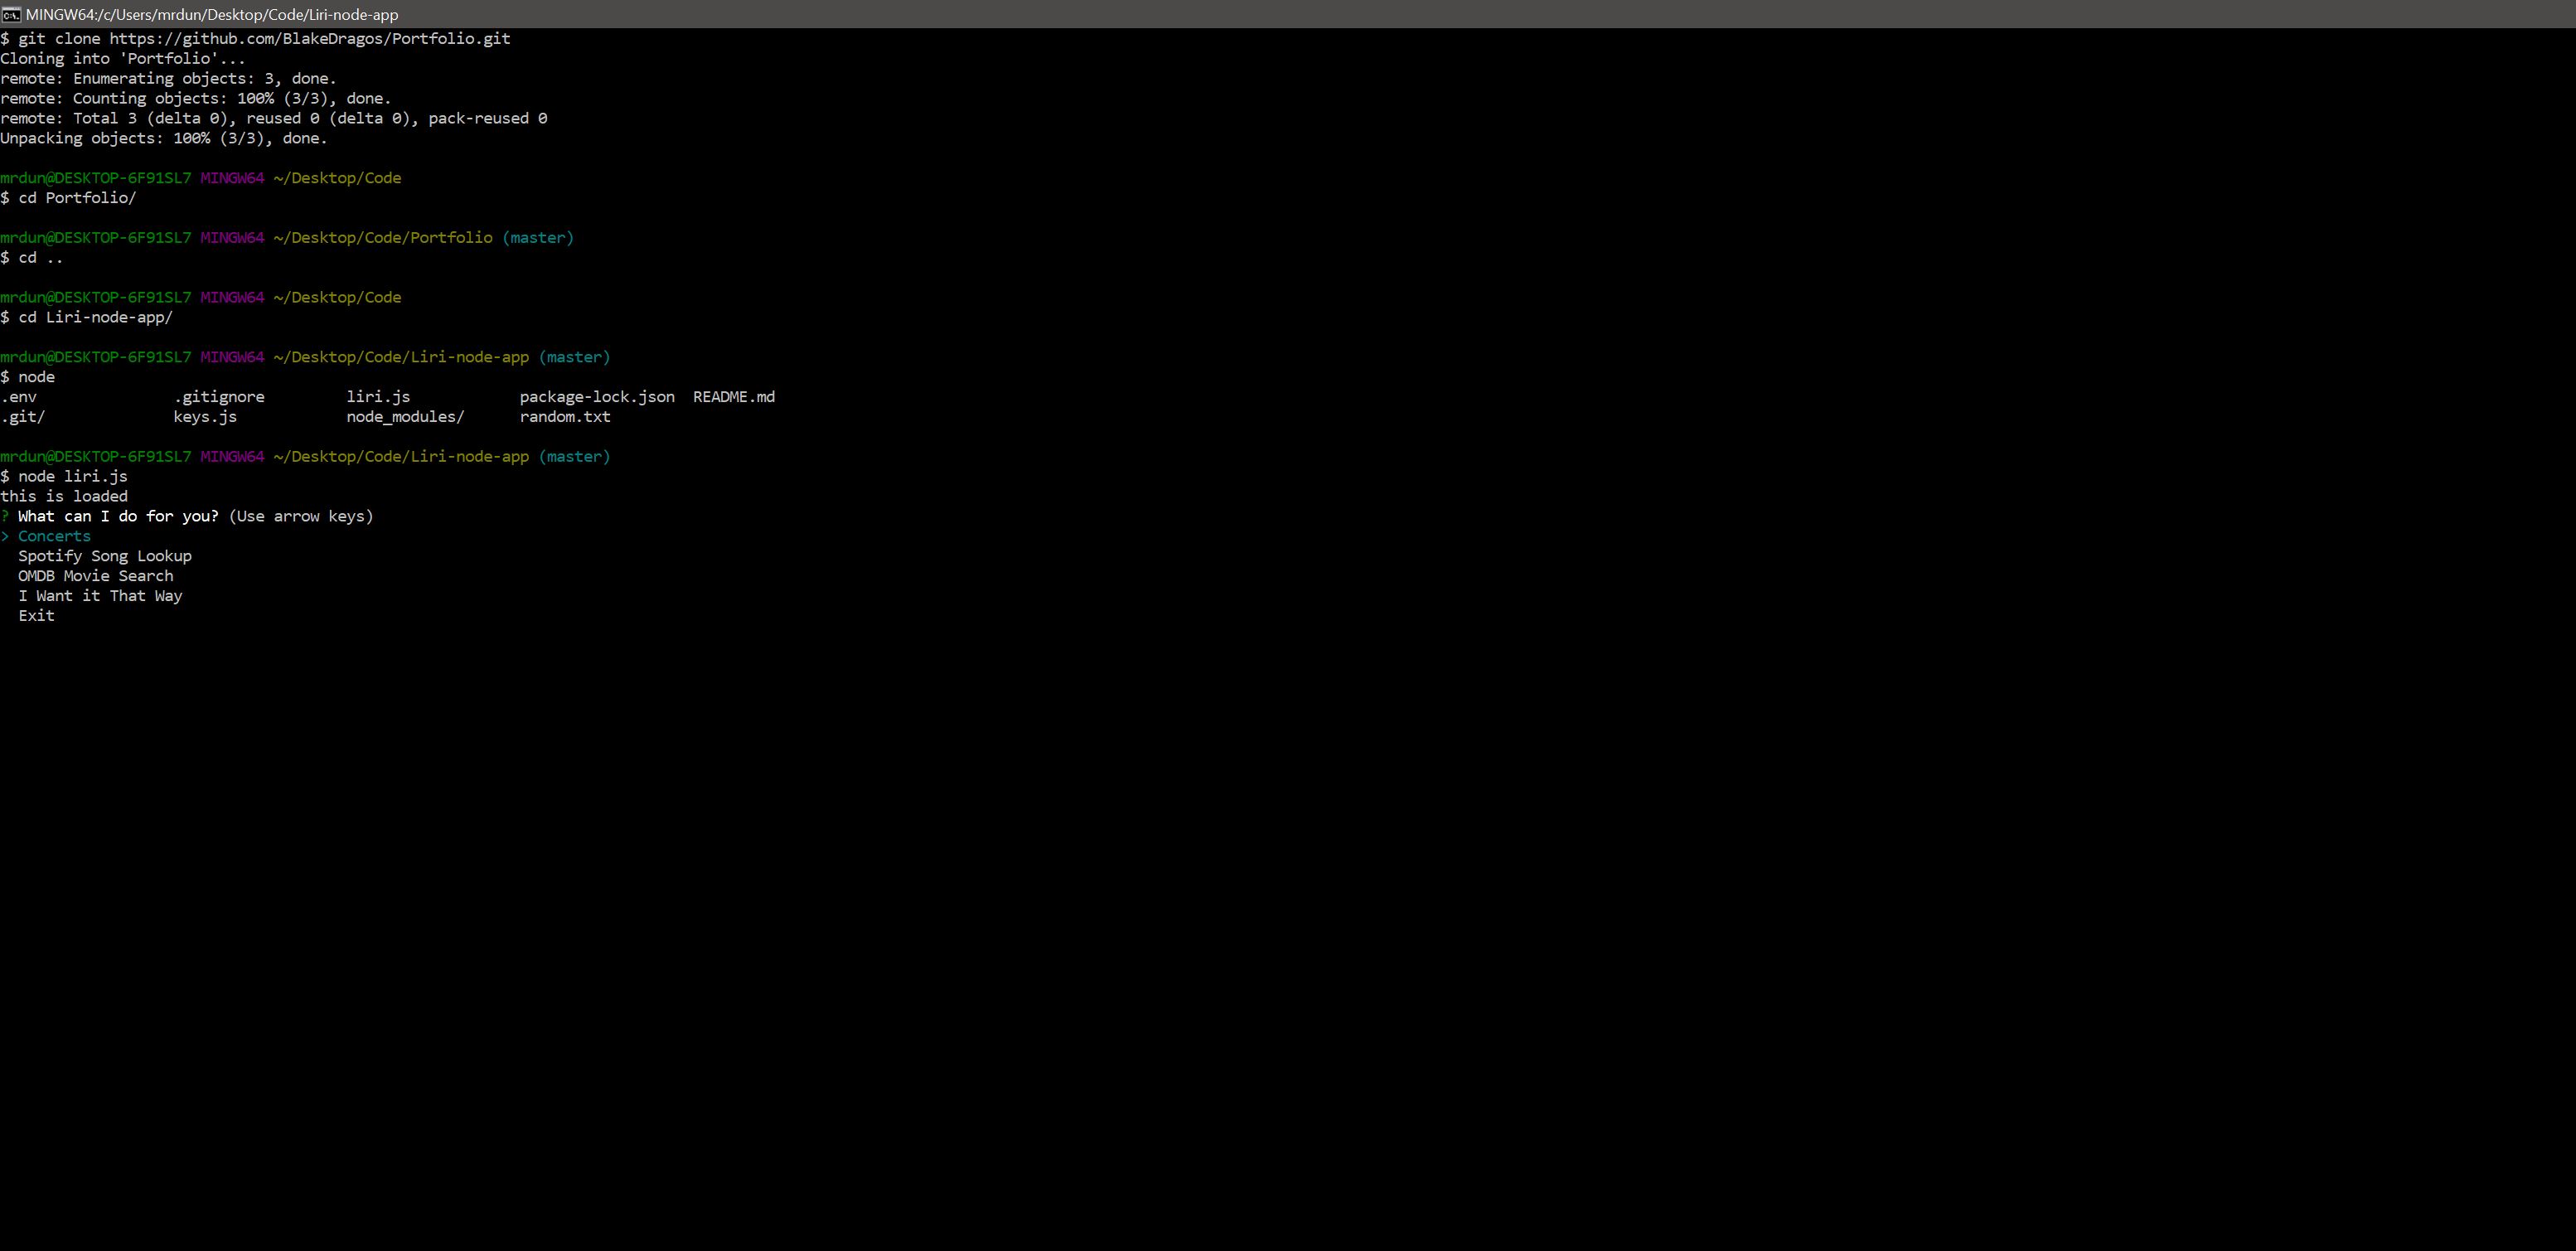 MINGW64:/c/Users/mrdun/Desktop/Code/Liri-node-app
$ git clone https://github.com/BlakeDragos/Portfolio.git
Cloning into 'Portfolio'...
remote: Enumerating objects: 3, done.
remote: Counting objects: 100% (3/3), done.
remote: Total 3 (delta 0), reused 0 (delta 0), pack-reused 0
Unpacking objects: 100% (3/3), done.
mrdun@DESKTOP-6F91SL7 MINGW64 ~/Desktop/Code
$ cd Portfolio/
mrdun@DESKTOP-6F91SL7 MINGW64 ~/Desktop/Code/Portfolio (master)
$ cd ..
mrdun@DESKTOP-6F91SL7 MINGW64 ~/Desktop/Code
$ cd Liri-node-app/
mrdun@DESKTOP-6F91SL7 MINGW64 ~/Desktop/Code/Liri-node-app (master)
$ node
.env .gitignore liri.js package-lock.json README.md
.git/ keys.js node_modules/ random.txt
mrdun@DESKTOP-6F91SL7 MINGW64 ~/Desktop/Code/Liri-node-app (master)
$ node liri.js
this is loaded
? What can I do for you? (Use arrow keys)
> Concerts
Spotify Song Lookup
OMDB Movie Search
I Want it That Way
Exit